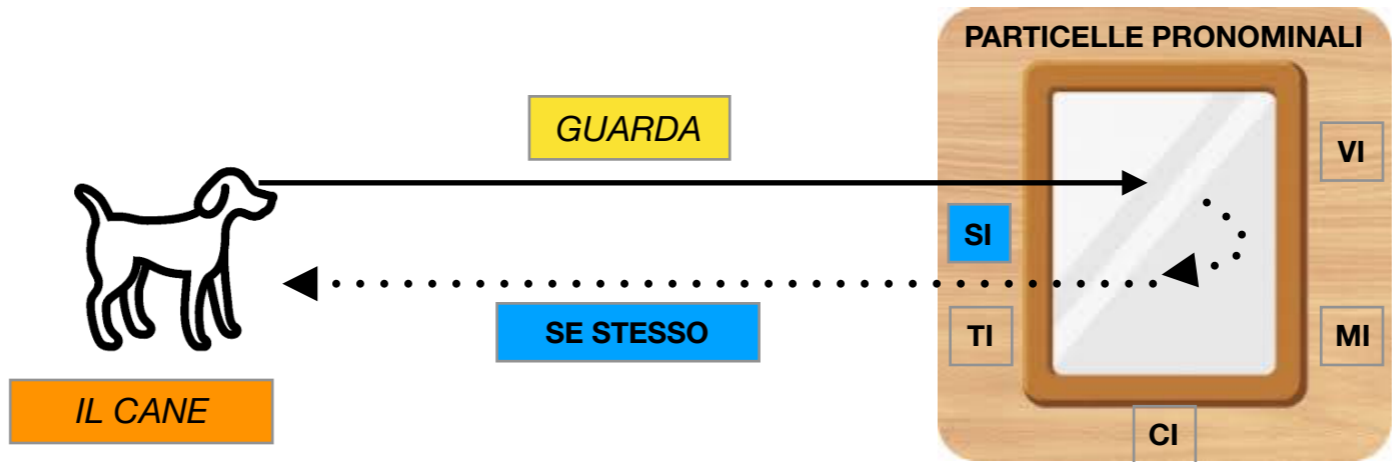 PARTICELLE PRONOMINALI
GUARDA
VI
SI
SE STESSO
TI
MI
IL CANE
CI